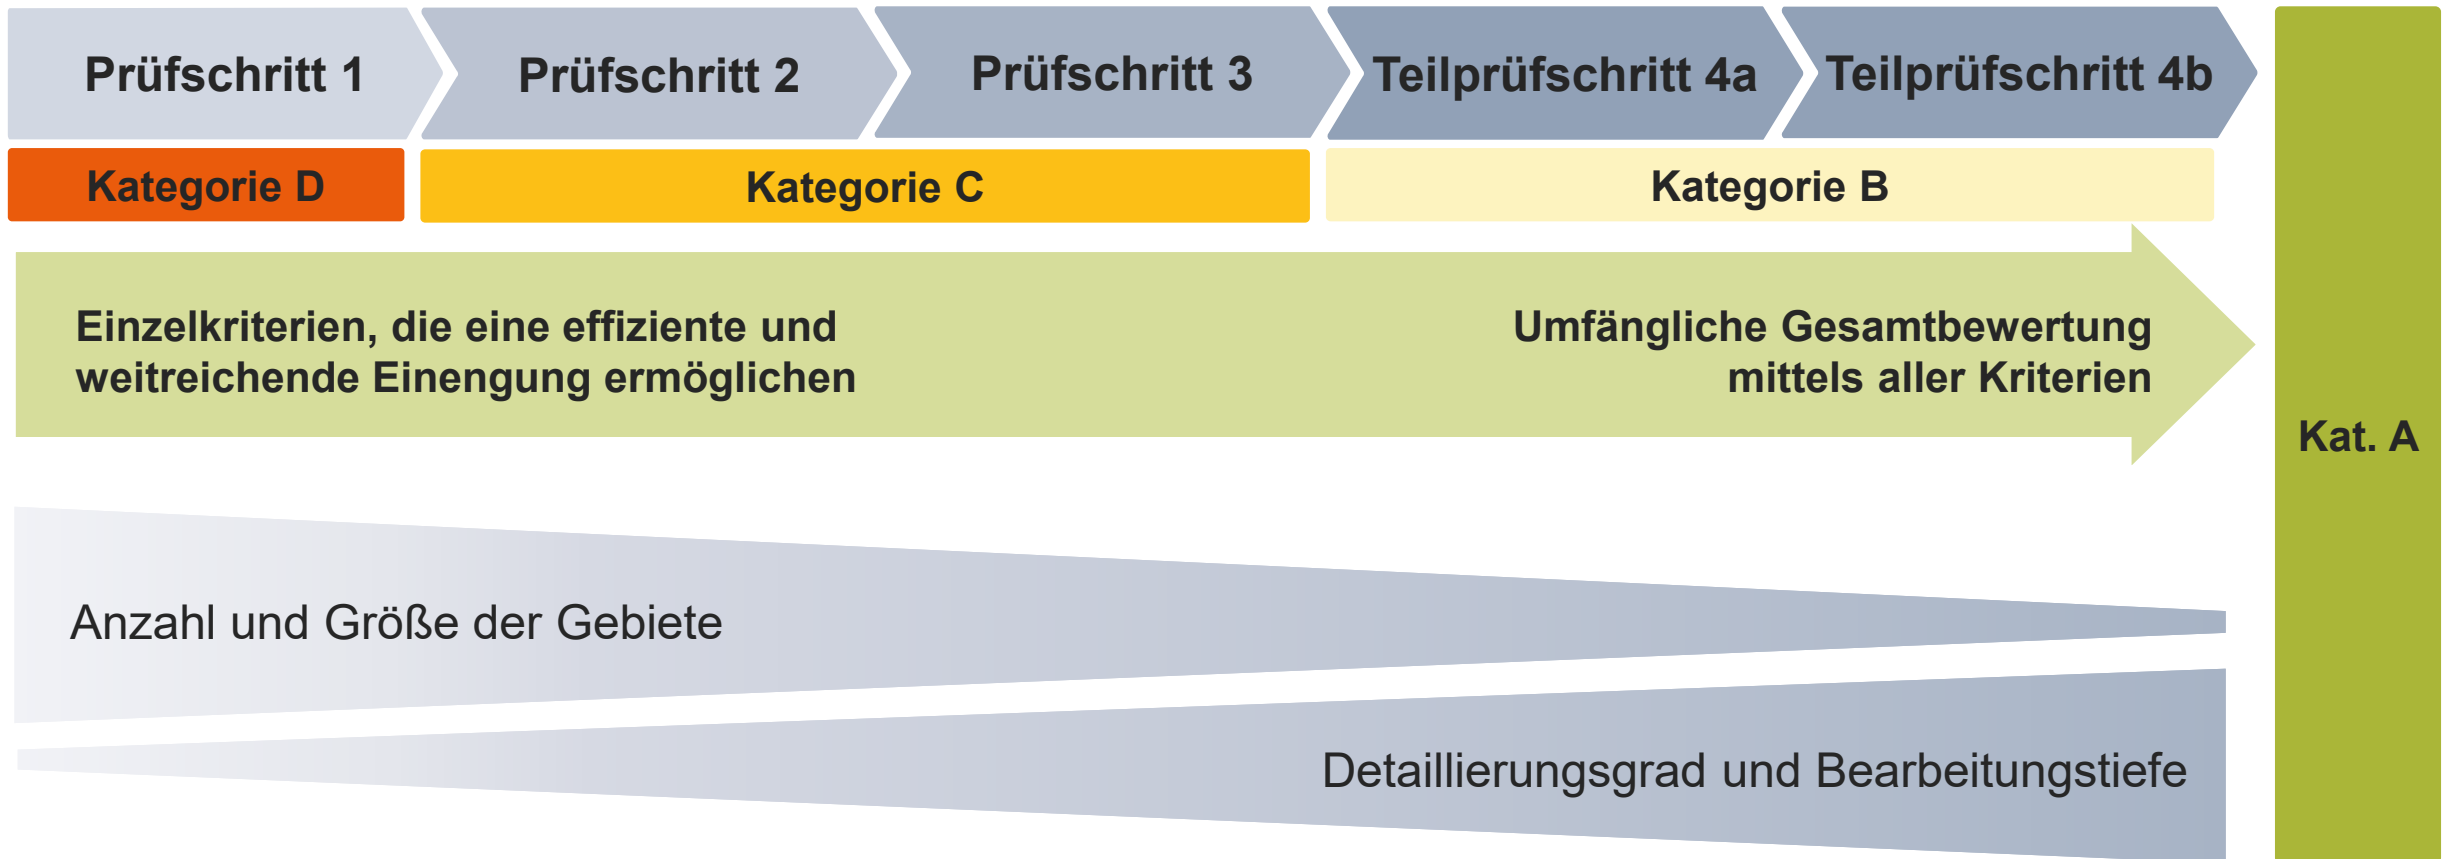 Prüfschritt 1
Prüfschritt 2
Prüfschritt 3
Teilprüfschritt 4a
Teilprüfschritt 4b
Kategorie D
Kategorie C
Kategorie B
Einzelkriterien, die eine effiziente und
weitreichende Einengung ermöglichen
Umfängliche Gesamtbewertung
mittels aller Kriterien
Kat. A
Anzahl und Größe der Gebiete
Detaillierungsgrad und Bearbeitungstiefe